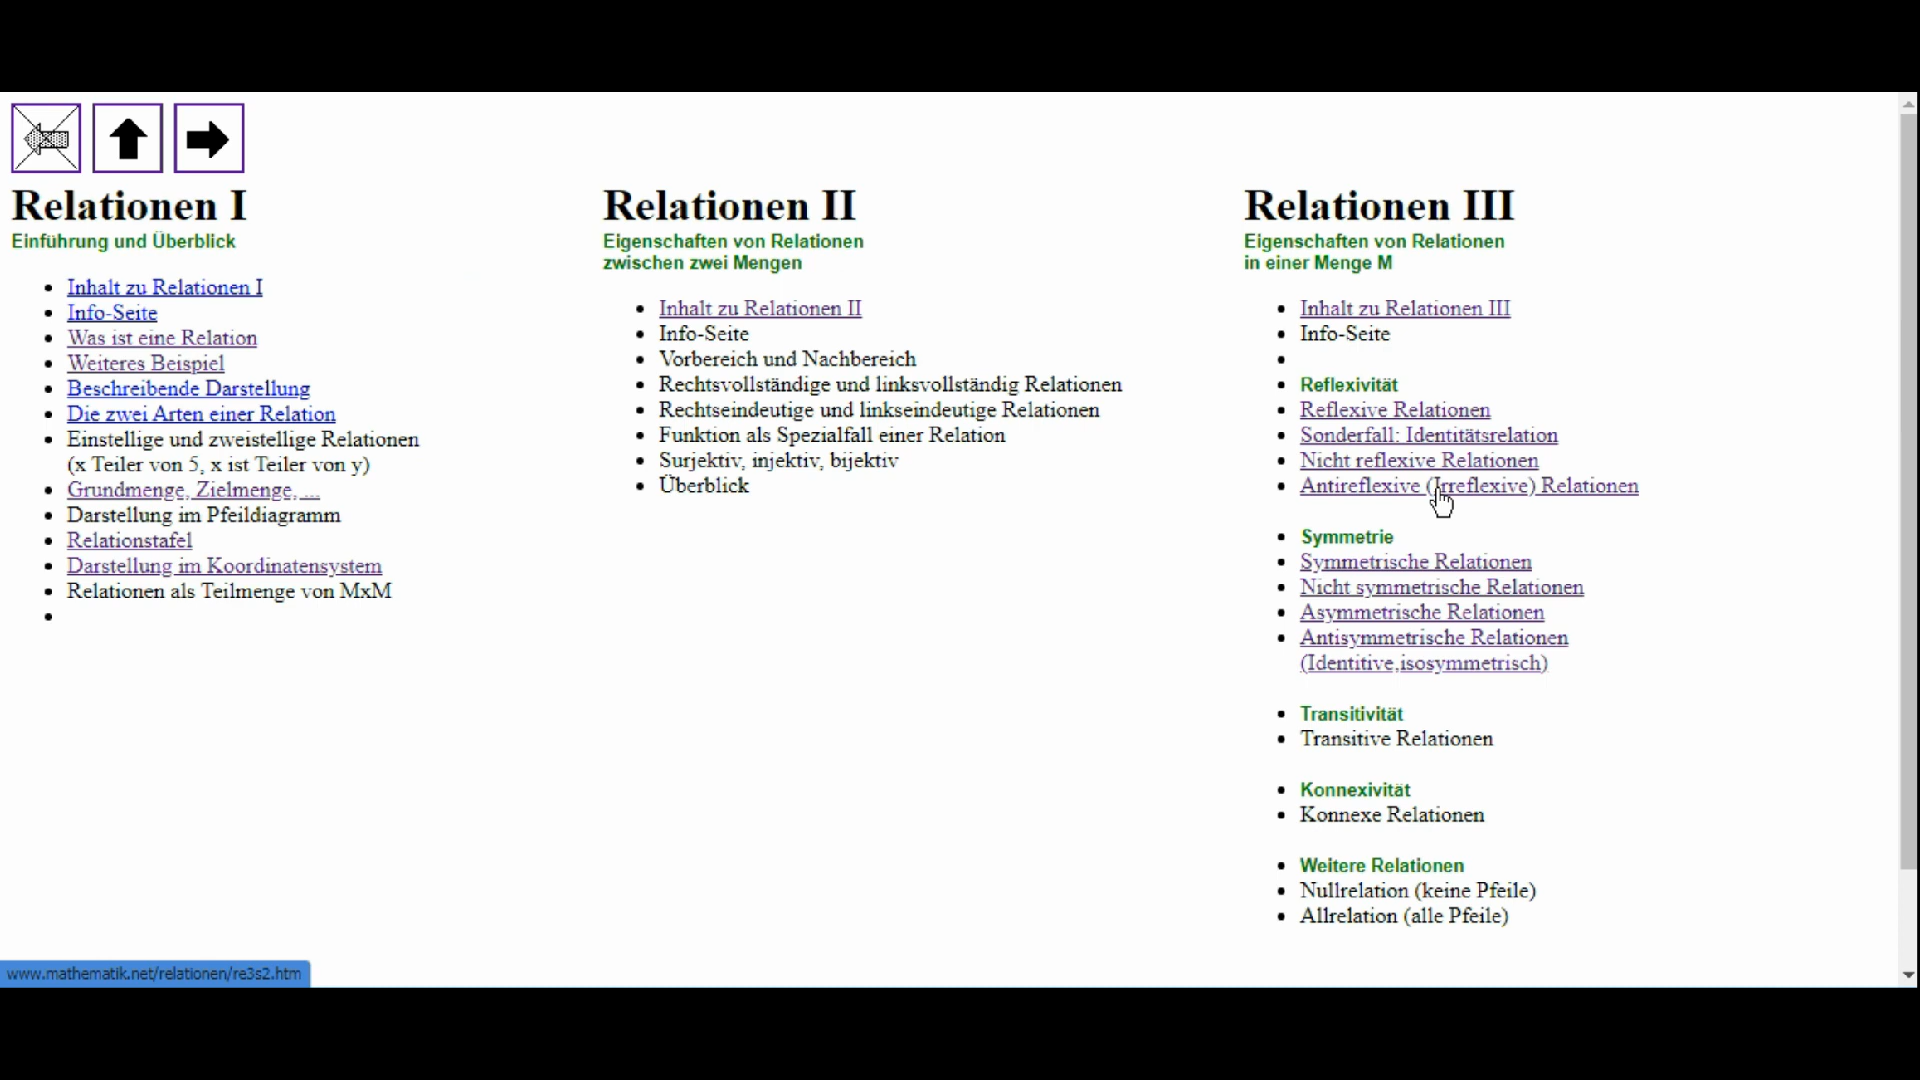 Relationen I
Einführung und Überblick
Inhalt zu Relationen I
Info-Seite
Was ist eine Relation
Weiteres Beispiel
Beschreibende Darstellung
Die zwei Arten einer Relation
Einstellige und zweistellige Relationen
(x Teiler von 5, x ist Teiler von y)
Grundmenge, Zielmenge, ...
Darstellung im Pfeildiagramm
Relationstafel
Darstellung im Koordinatensystem
Relationen als Teilmenge von MxM
Relationen II
Eigenschaften von Relationen
zwischen zwei Mengen
Inhalt zu Relationen II
Info-Seite
Vorbereich und Nachbereich
Rechtsvollständige und linksvollständig Relationen
Rechtseindeutige und linkseindeutige Relationen
Funktion als Spezialfall einer Relation
Surjektiv, injektiv, bijektiv
Überblick
Relationen III
Eigenschaften von Relationen
in einer Menge M
Inhalt zu Relationen III
Info-Seite
Reflexivität
Reflexive Relationen
Sonderfall: Identitätsrelation
Nicht reflexive Relationen
Antireflexive (Irreflexive) Relationen
Symmetrie
Symmetrische Relationen
Nicht symmetrische Relationen
Asymmetrische Relationen
Antisymmetrische Relationen
(Identitive,isosymmetrisch)
Transitivität
Transitive Relationen
Konnexivität
Konnexe Relationen
Weitere Relationen
Nullrelation (keine Pfeile)
Allrelation (alle Pfeile)
www.mathematik.net/relationen/re3s2.htm